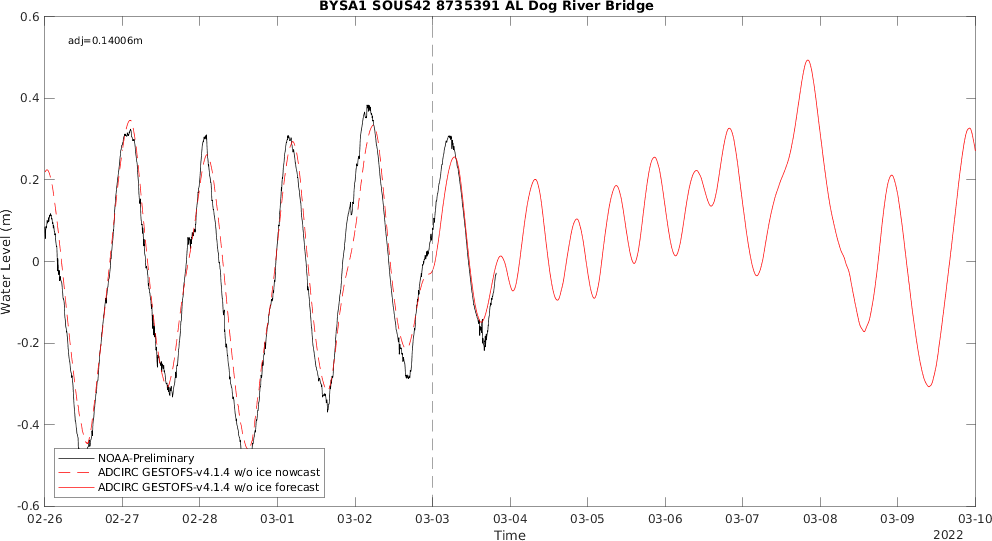 BYSA1 SOUS42 8735391 AL Dog River Bridge
adj=0.14006m
0.6
0.4
0.2
0
-0.2
-0.4
-0.6
Water Level (m)
NOAA-Preliminary
ADCIRC GESTOFS-v4.1.4 w/o ice nowcast
ADCIRC GESTOFS-v4.1.4 w/o ice forecast
02-26 02-27 02-28 03-01 03-02 03-03 03-04 03-05 03-06 03-07 03-08 03-09 03-10
Time
2022